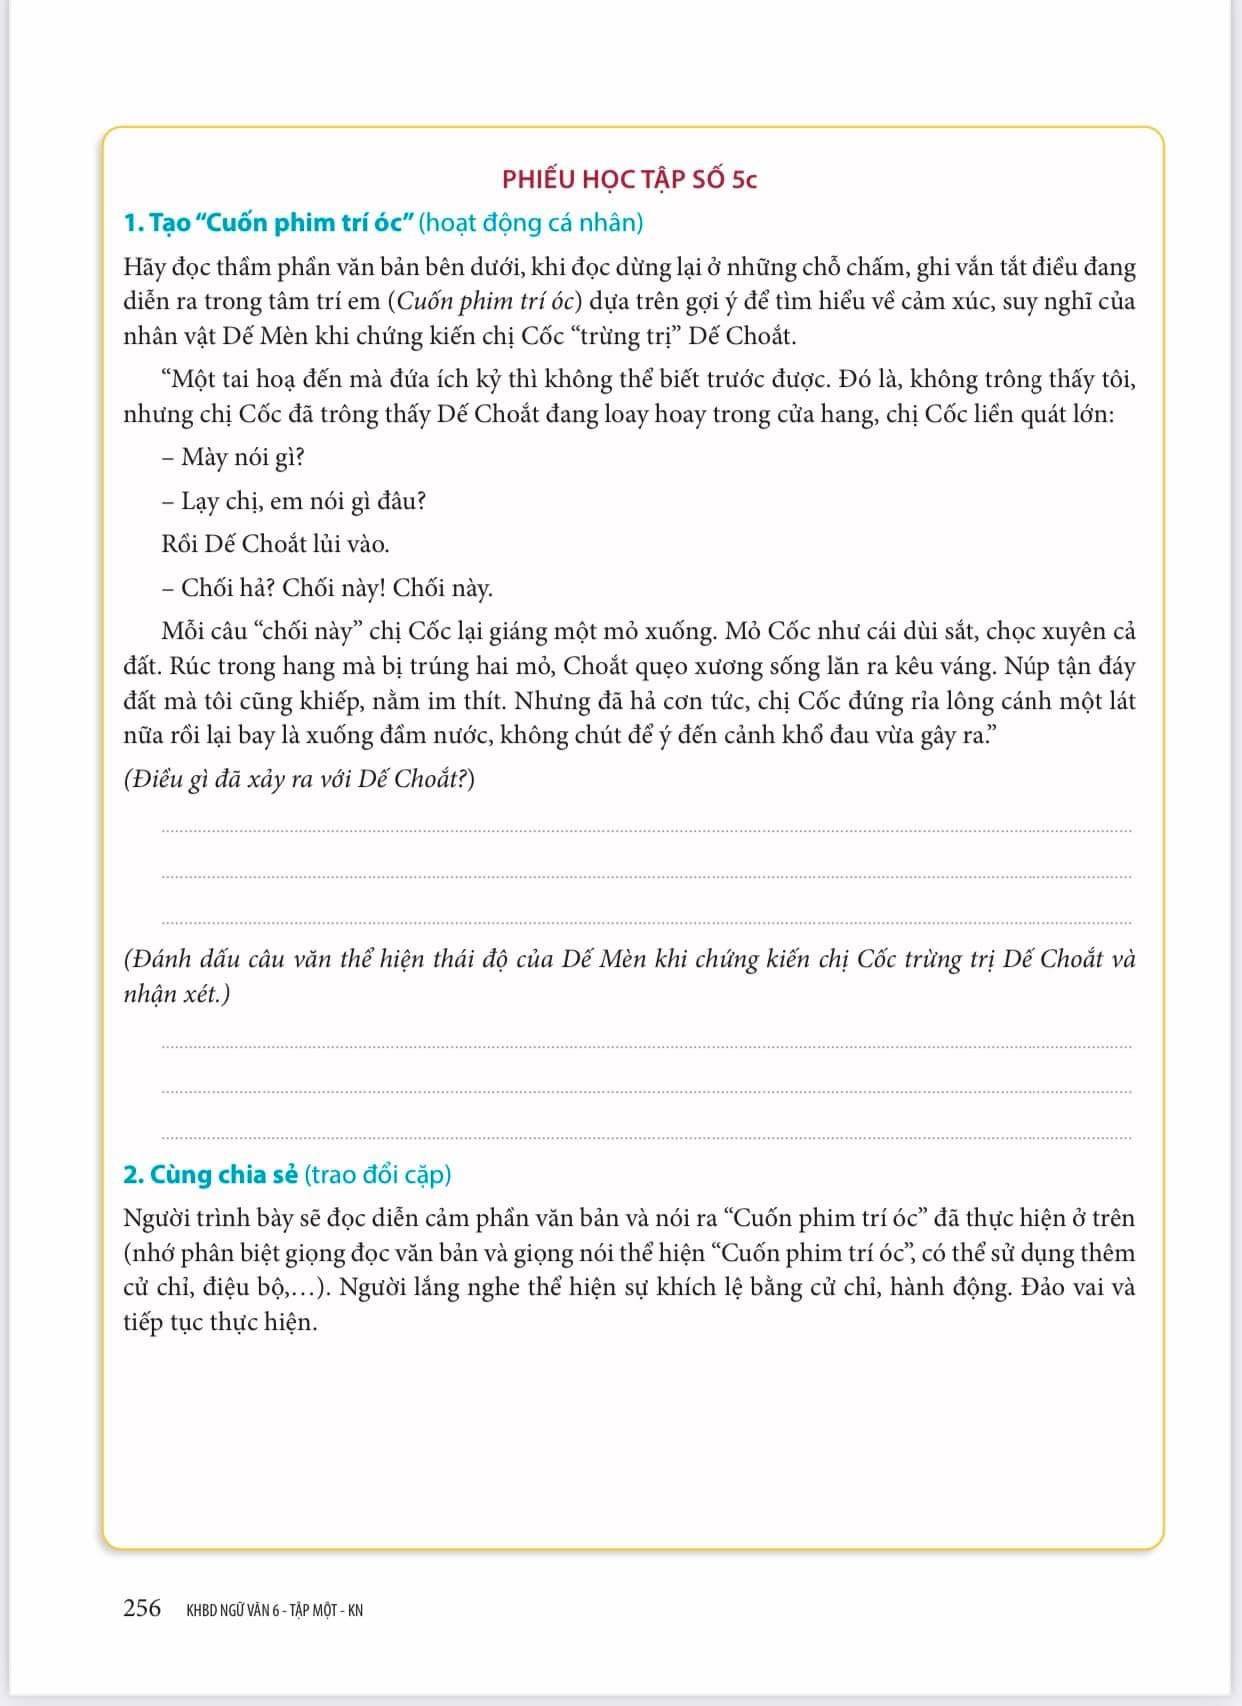 PHIẾU HỌC TẬP SỐ 5c
1. Tạo “Cuốn phim trí óc” (hoạt động cá nhân)
Hãy đọc thầm phần văn bản bên dưới, khi đọc dừng lại ở những chỗ chấm, ghi vắn tắt điều đang
diễn ra trong tâm trí em (Cuốn phim trí óc) dựa trên gợi ý để tìm hiểu về cảm xúc, suy nghĩ của
nhân vật Dế Mèn khi chứng kiến chị Cốc “trừng trị” Dế Choắt.
“Một tai hoạ đến mà đứa ích kỷ thì không thể biết trước được. Đó là, không trông thấy tôi,
nhưng chị Cốc đã trông thấy Dế Choắt đang loay hoay trong cửa hang, chị Cốc liền quát lớn:
– Mày nói gì?
– Lạy chị, em nói gì đâu?
Rồi Dế Choắt lủi vào.
– Chối hả? Chối này! Chối này.
Mỗi câu “chối này” chị Cốc lại giáng một mỏ xuống. Mỏ Cốc như cái dùi sắt, chọc xuyên cả
đất. Rúc trong hang mà bị trúng hai mỏ, Choắt quẹo xương sống lăn ra kêu váng. Núp tận đáy
đất mà tôi cũng khiếp, nằm im thít. Nhưng đã hả cơn tức, chị Cốc đứng rỉa lông cánh một lát
nữa rồi lại bay là xuống đầm nước, không chút để ý đến cảnh khổ đau vừa gây ra.”
(Điều gì đã xảy ra với Dế Choắt?)
(Đánh dấu câu văn thể hiện thái độ của Dế Mèn khi chứng kiến chị Cốc trừng trị Dế Choắt và
nhận xét.)
2. Cùng chia sẻ (trao đổi cặp)
Người trình bày sẽ đọc diễn cảm phần văn bản và nói ra “Cuốn phim trí óc” đã thực hiện ở trên
(nhớ phân biệt giọng đọc văn bản và giọng nói thể hiện “Cuốn phim trí óc”, có thể sử dụng thêm
cử chỉ, điệu bộ,…). Người lắng nghe thể hiện sự khích lệ bằng cử chỉ, hành động. Đảo vai và
tiếp tục thực hiện.
256 KHBD NGỮ VĂN 6 - TẬP MỘT - KN